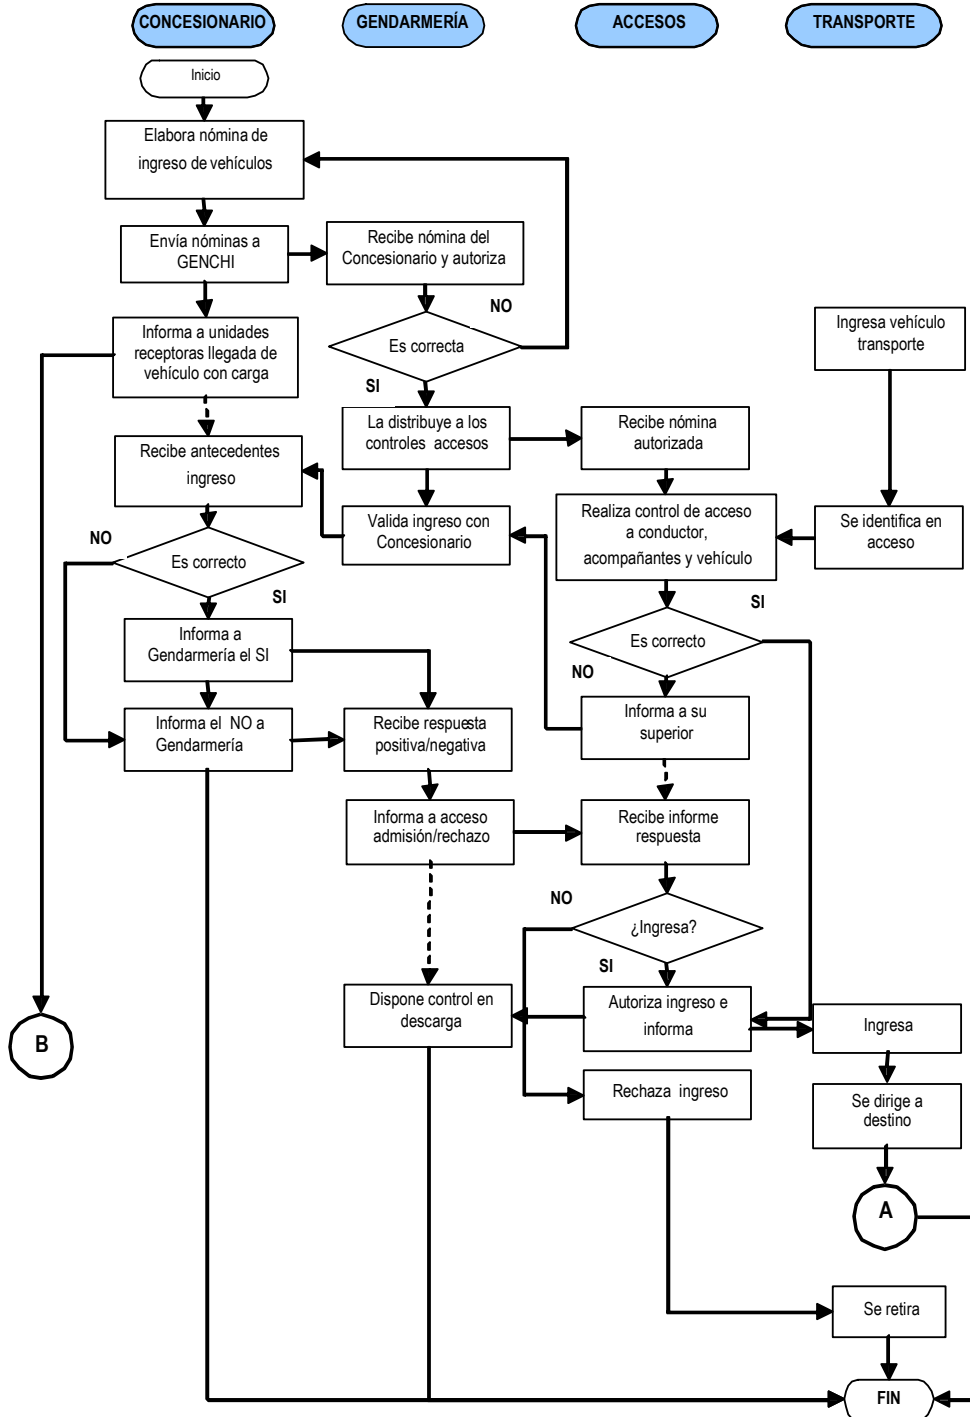 CONCESIONARIO
GENDARMERÍA
ACCESOS
TRANSPORTE
Inicio
Elabora nómina de
ingreso de vehículos
Envía nóminas a
GENCHI
Recibe nómina del
Concesionario y autoriza
NO
Informa a unidades
receptoras llegada de
vehículo con carga
Es correcta
Ingresa vehículo
transporte
SI
La distribuye a los
controles accesos
Recibe nómina
autorizada
Recibe antecedentes
ingreso
Valida ingreso con
Concesionario
Realiza control de acceso
a conductor,
acompañantes y vehículo
Se identifica en
acceso
NO
Es correcto
SI
SI
Informa a
Gendarmería el SI
Es correcto
NO
Informa el NO a
Gendarmería
Recibe respuesta
positiva/negativa
Informa a su
superior
Informa a acceso
admisión/rechazo
Recibe informe
respuesta
NO
¿Ingresa?
SI
Dispone control en
descarga
Autoriza ingreso e
informa
Ingresa
B
Rechaza ingreso
Se dirige a
destino
A
Se retira
FIN